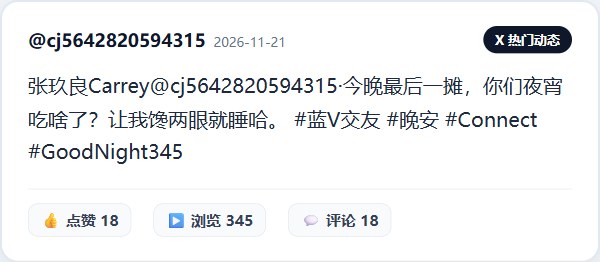 @cj5642820594315 2026-11-21
X 热门动态
张玖良Carrey@cj5642820594315·今晚最后一摊，你们夜宵
吃啥了？让我馋两眼就睡哈。 #蓝V交友 #晚安 #Connect
#GoodNight345
点赞 18 浏览 345 评论 18